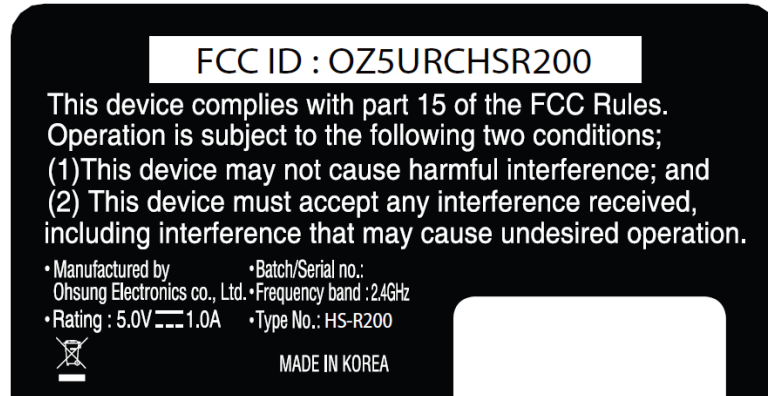 FCC ID : OZ5URCHSR200
This device complies with part 15 of the FCC Rules.
Operation is subject to the following two conditions;
(1)This device may not cause harmful interference; and
(2) This device must accept any interference received,
including interference that may cause undesired operation.
•Manufactured by •Batch/Serial no.:
Ohsung Electronics co., Ltd. •Frequency band : 2.4GHz
•Rating : 5.0V⎓1.0A •Type No.: HS-R200
MADE IN KOREA